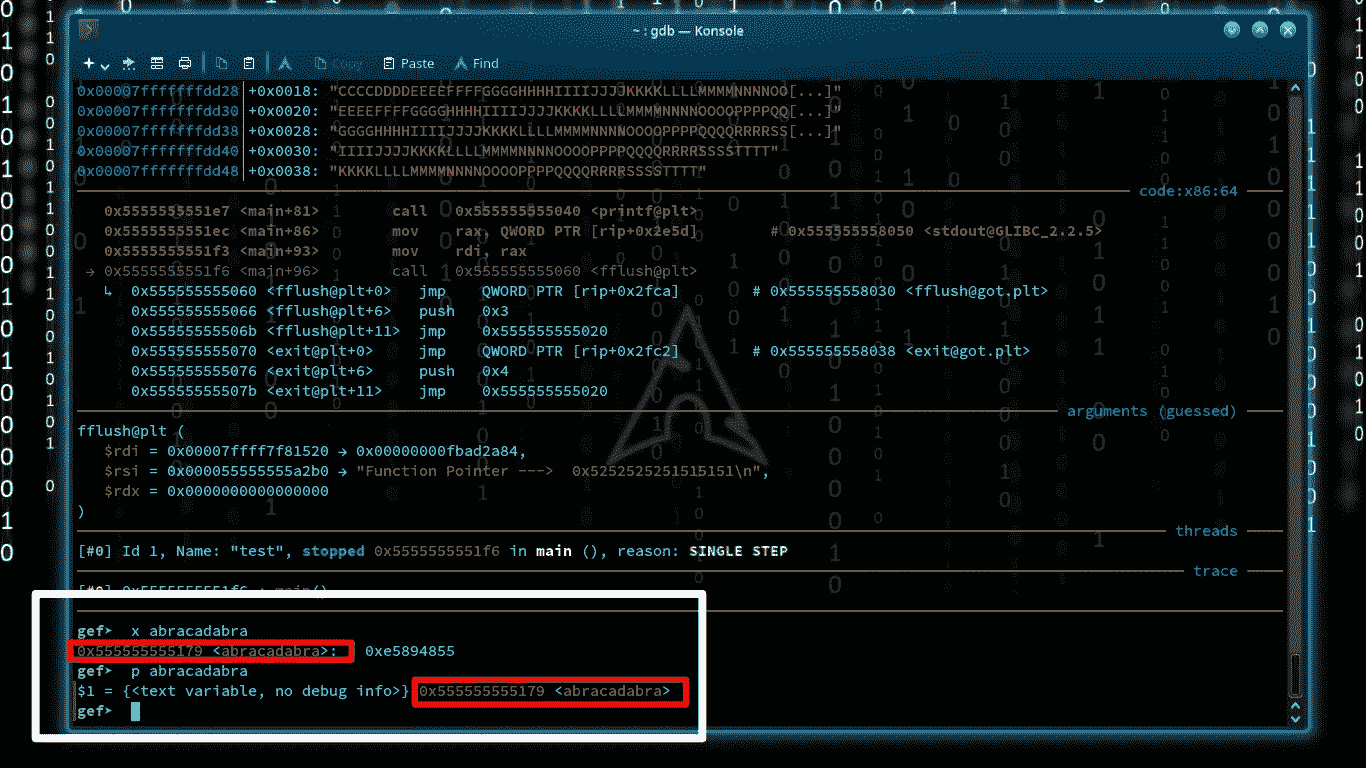 ~ : gdb — Konsole
Copy Paste Find
0x00007fffffffdd28│+0x0018: "CCCCDDDDEEEEFFFFGGGGHHHHIIIIJJJJKKKKLLLLMMMMNNNNOO[...]"
0x00007fffffffdd30│+0x0020: "EEEEFFFFGGGGHHHHIIIIJJJJKKKKLLLLMMMMNNNNOOOOPPPPQQ[...]"
0x00007fffffffdd38│+0x0028: "GGGGHHHHIIIIJJJJKKKKLLLLMMMMNNNNOOOOPPPPQQQQRRRRSS[...]"
0x00007fffffffdd40│+0x0030: "IIIIJJJJKKKKLLLLMMMMNNNNOOOOPPPPQQQQRRRRSSSSTTTT"
0x00007fffffffdd48│+0x0038: "KKKKLLLLMMMMNNNNOOOOPPPPQQQQRRRRSSSSTTTT"
code:x86:64
0x5555555551e7 <main+81> call 0x555555555040 <printf@plt>
0x5555555551ec <main+86> mov rax, QWORD PTR [rip+0x2e5d] # 0x555555558050 <stdout@GLIBC_2.2.5>
0x5555555551f3 <main+93> mov rdi, rax
→ 0x5555555551f6 <main+96> call 0x555555555060 <fflush@plt>
↳ 0x555555555060 <fflush@plt+0> jmp QWORD PTR [rip+0x2fca] # 0x555555558030 <fflush@got.plt>
0x555555555066 <fflush@plt+6> push 0x3
0x55555555506b <fflush@plt+11> jmp 0x555555555020
0x555555555070 <exit@plt+0> jmp QWORD PTR [rip+0x2fc2] # 0x555555558038 <exit@got.plt>
0x555555555076 <exit@plt+6> push 0x4
0x55555555507b <exit@plt+11> jmp 0x555555555020
arguments (guessed)
fflush@plt (
$rdi = 0x00007ffff7f81520 → 0x00000000fbad2a84,
$rsi = 0x000055555555a2b0 → "Function Pointer --->  0x5252525251515151\n",
$rdx = 0x0000000000000000
)
threads
[#0] Id 1, Name: "test", stopped 0x5555555551f6 in main (), reason: SINGLE STEP
trace
[#0] 0x5555555551f6 → main()
gef➤ x abracadabra
0x555555555179 <abracadabra>: 0xe5894855
gef➤ p abracadabra
$1 = {<text variable, no debug info>} 0x555555555179 <abracadabra>
gef➤